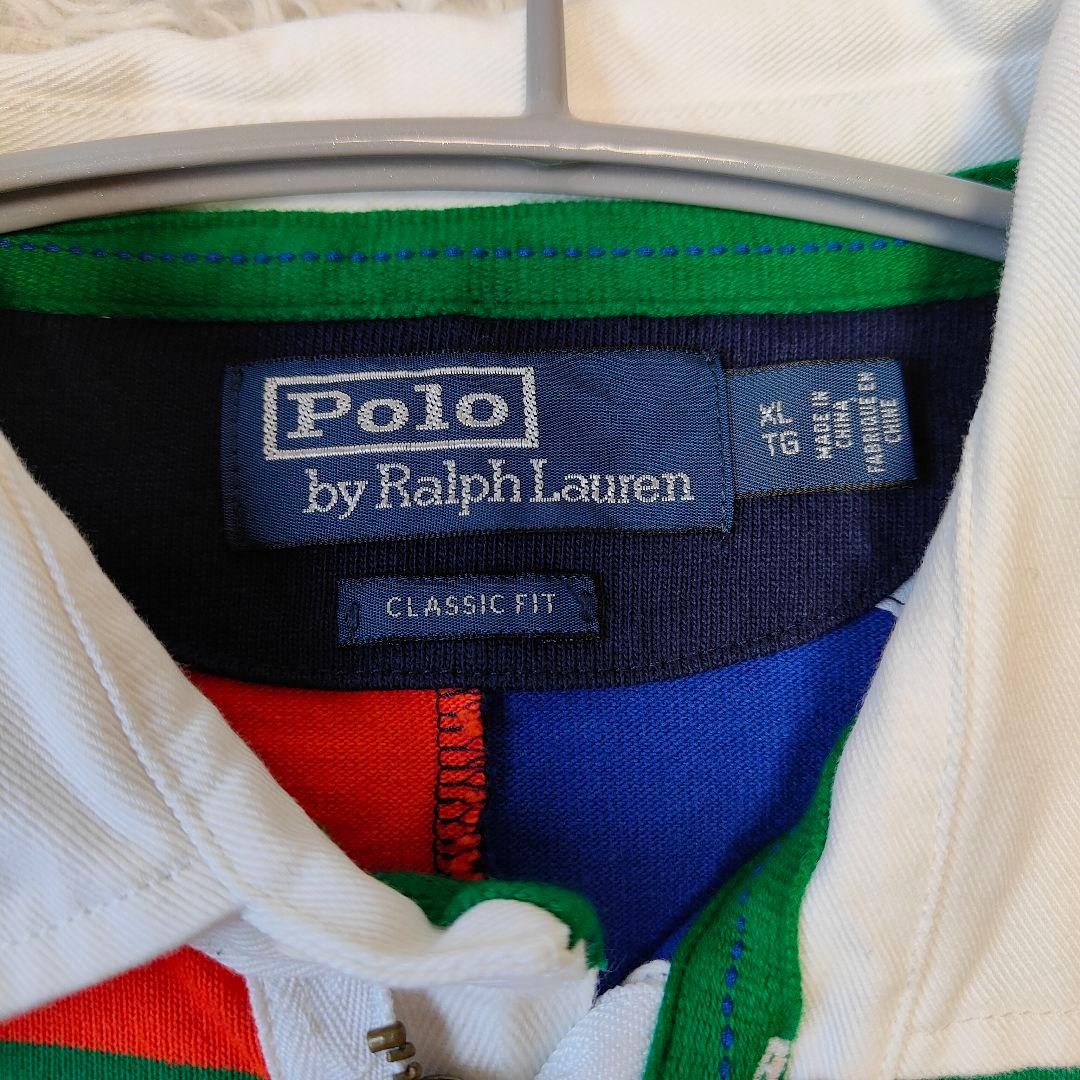 Polo
by Ralph Lauren
XL
TG
MADE IN
CHINA
FABRIQUE EN
CHINE
CLASSIC FIT